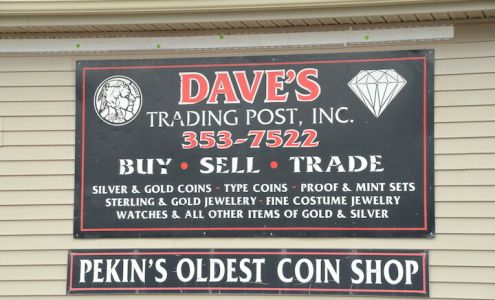 DAVE'S
TRADING POST, INC.
353-7522
BUY • SELL • TRADE
SILVER & GOLD COINS - TYPE COINS - PROOF & MINT SETS
STERLING & GOLD JEWELERY - FINE COSTUME JEWELRY
WATCHES & ALL OTHER ITEMS OF GOLD & SILVER
PEKIN'S OLDEST COIN SHOP